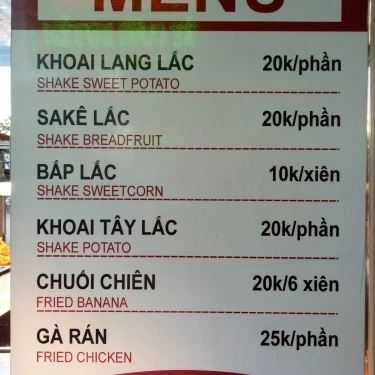 MENU
KHOAI LANG LẮC 20k/phần
SHAKE SWEET POTATO
SAKÊ LẮC 20k/phần
SHAKE BREADFRUIT
BẮP LẮC 10k/xiên
SHAKE SWEETCORN
KHOAI TÂY LẮC 20k/phần
SHAKE POTATO
CHUỐI CHIÊN 20k/6 xiên
FRIED BANANA
GÀ RÁN 25k/phần
FRIED CHICKEN